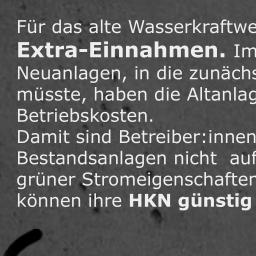 Für das alte Wasserkraftwe
Extra-Einnahmen. Im
Neuanlagen, in die zunächs
müsste, haben die Altanlag
Betriebskosten.
Damit sind Betreiber:innen
Bestandsanlagen nicht auf
grüner Stromeigenschaften
können ihre HKN günstig